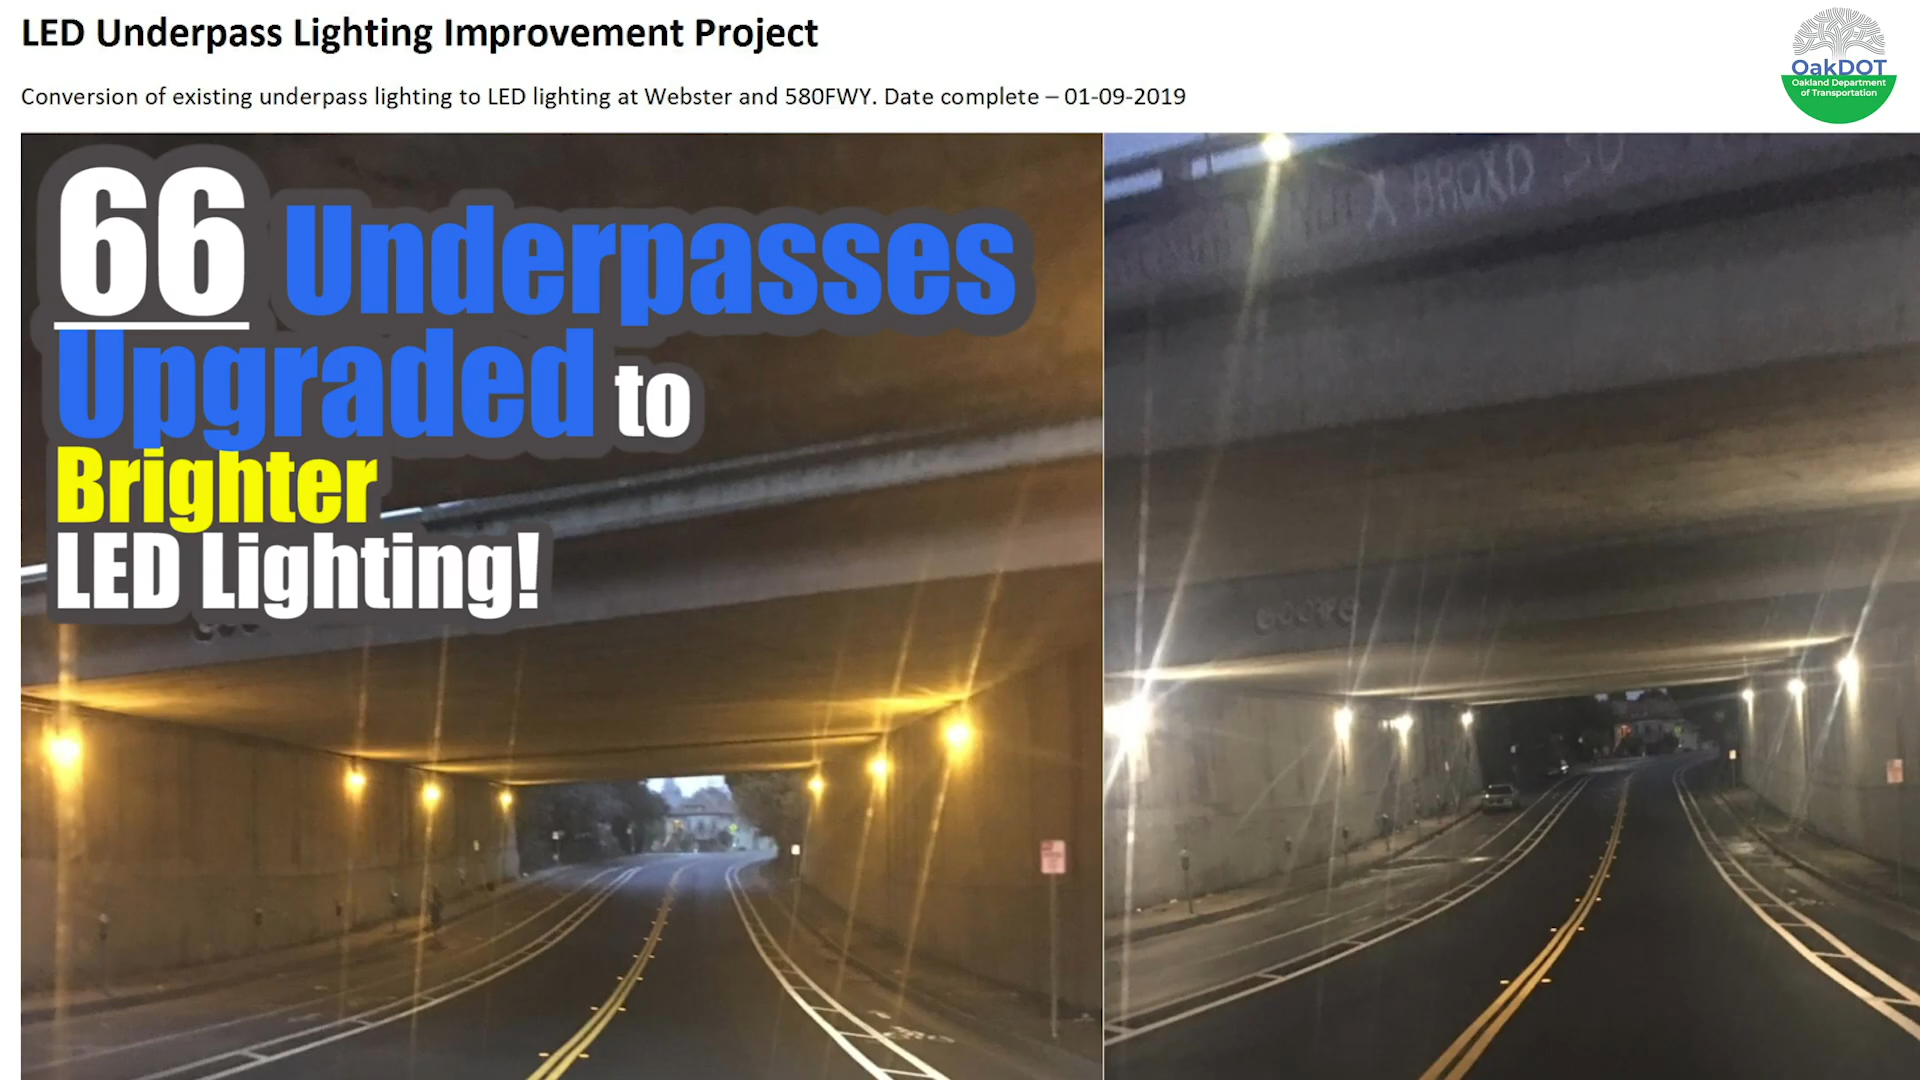 LED Underpass Lighting Improvement Project
Conversion of existing underpass lighting to LED lighting at Webster and 580FWY. Date complete – 01-09-2019
OakDOT
Oakland Department
of Transportation
66 Underpasses
Upgraded to
Brighter
LED Lighting!